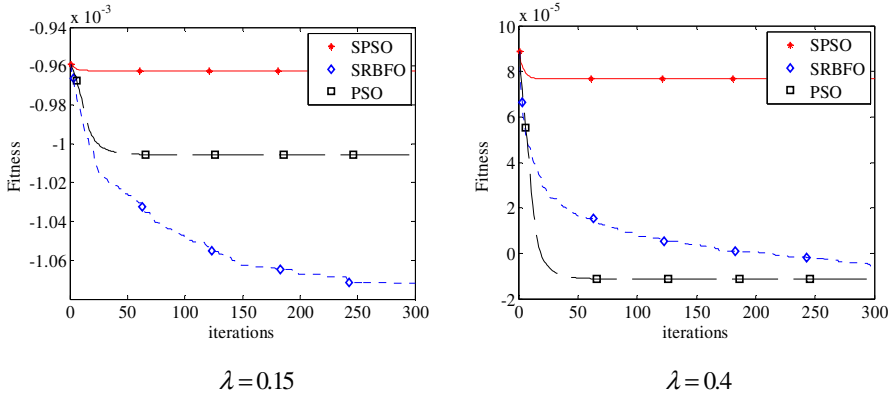 x 10^-3
-0.94
-0.96
-0.98
-1
-1.02
-1.04
-1.06
Fitness
0 50 100 150 200 250 300
iterations
SPSO
SRBFO
PSO
λ = 0.15
x 10^-5
10
8
6
4
2
0
-2
Fitness
0 50 100 150 200 250 300
iterations
SPSO
SRBFO
PSO
λ = 0.4